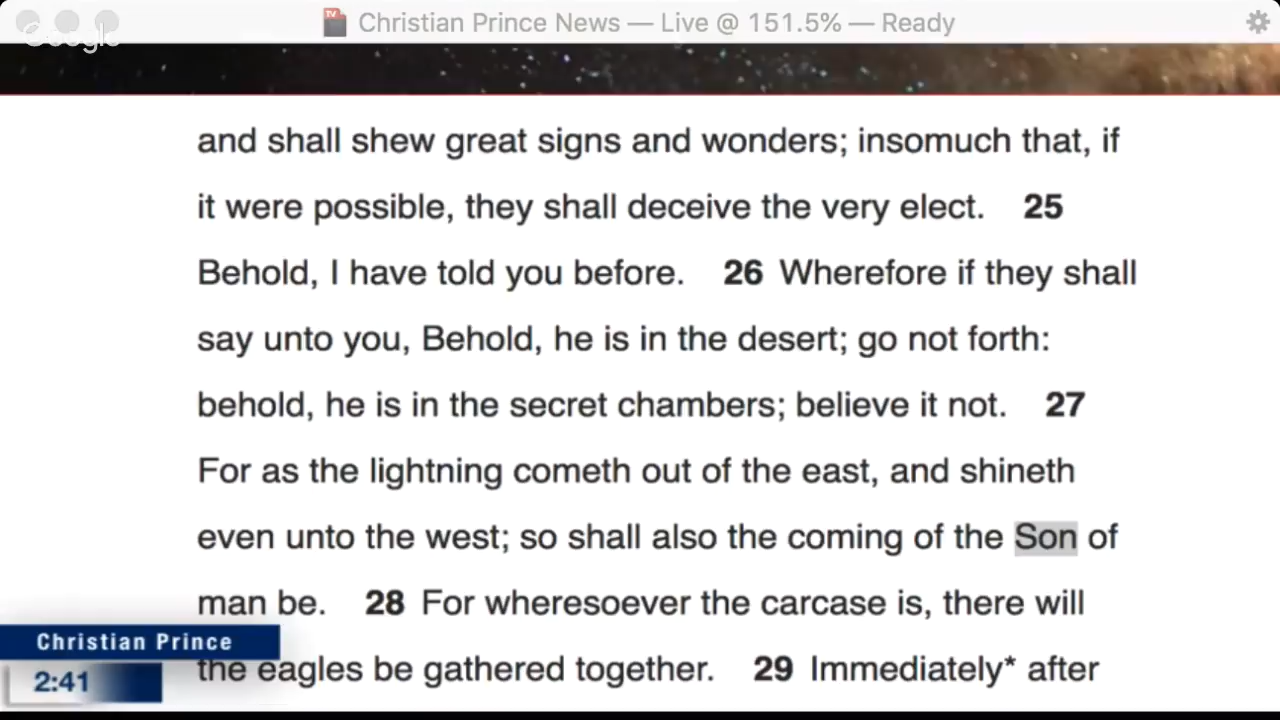 Christian Prince News — Live @ 151.5% — Ready
Google
TV
and shall shew great signs and wonders; insomuch that, if
it were possible, they shall deceive the very elect. 25
Behold, I have told you before. 26 Wherefore if they shall
say unto you, Behold, he is in the desert; go not forth:
behold, he is in the secret chambers; believe it not. 27
For as the lightning cometh out of the east, and shineth
even unto the west; so shall also the coming of the Son of
man be. 28 For wheresoever the carcase is, there will
Christian Prince
the eagles be gathered together. 29 Immediately* after
2:41